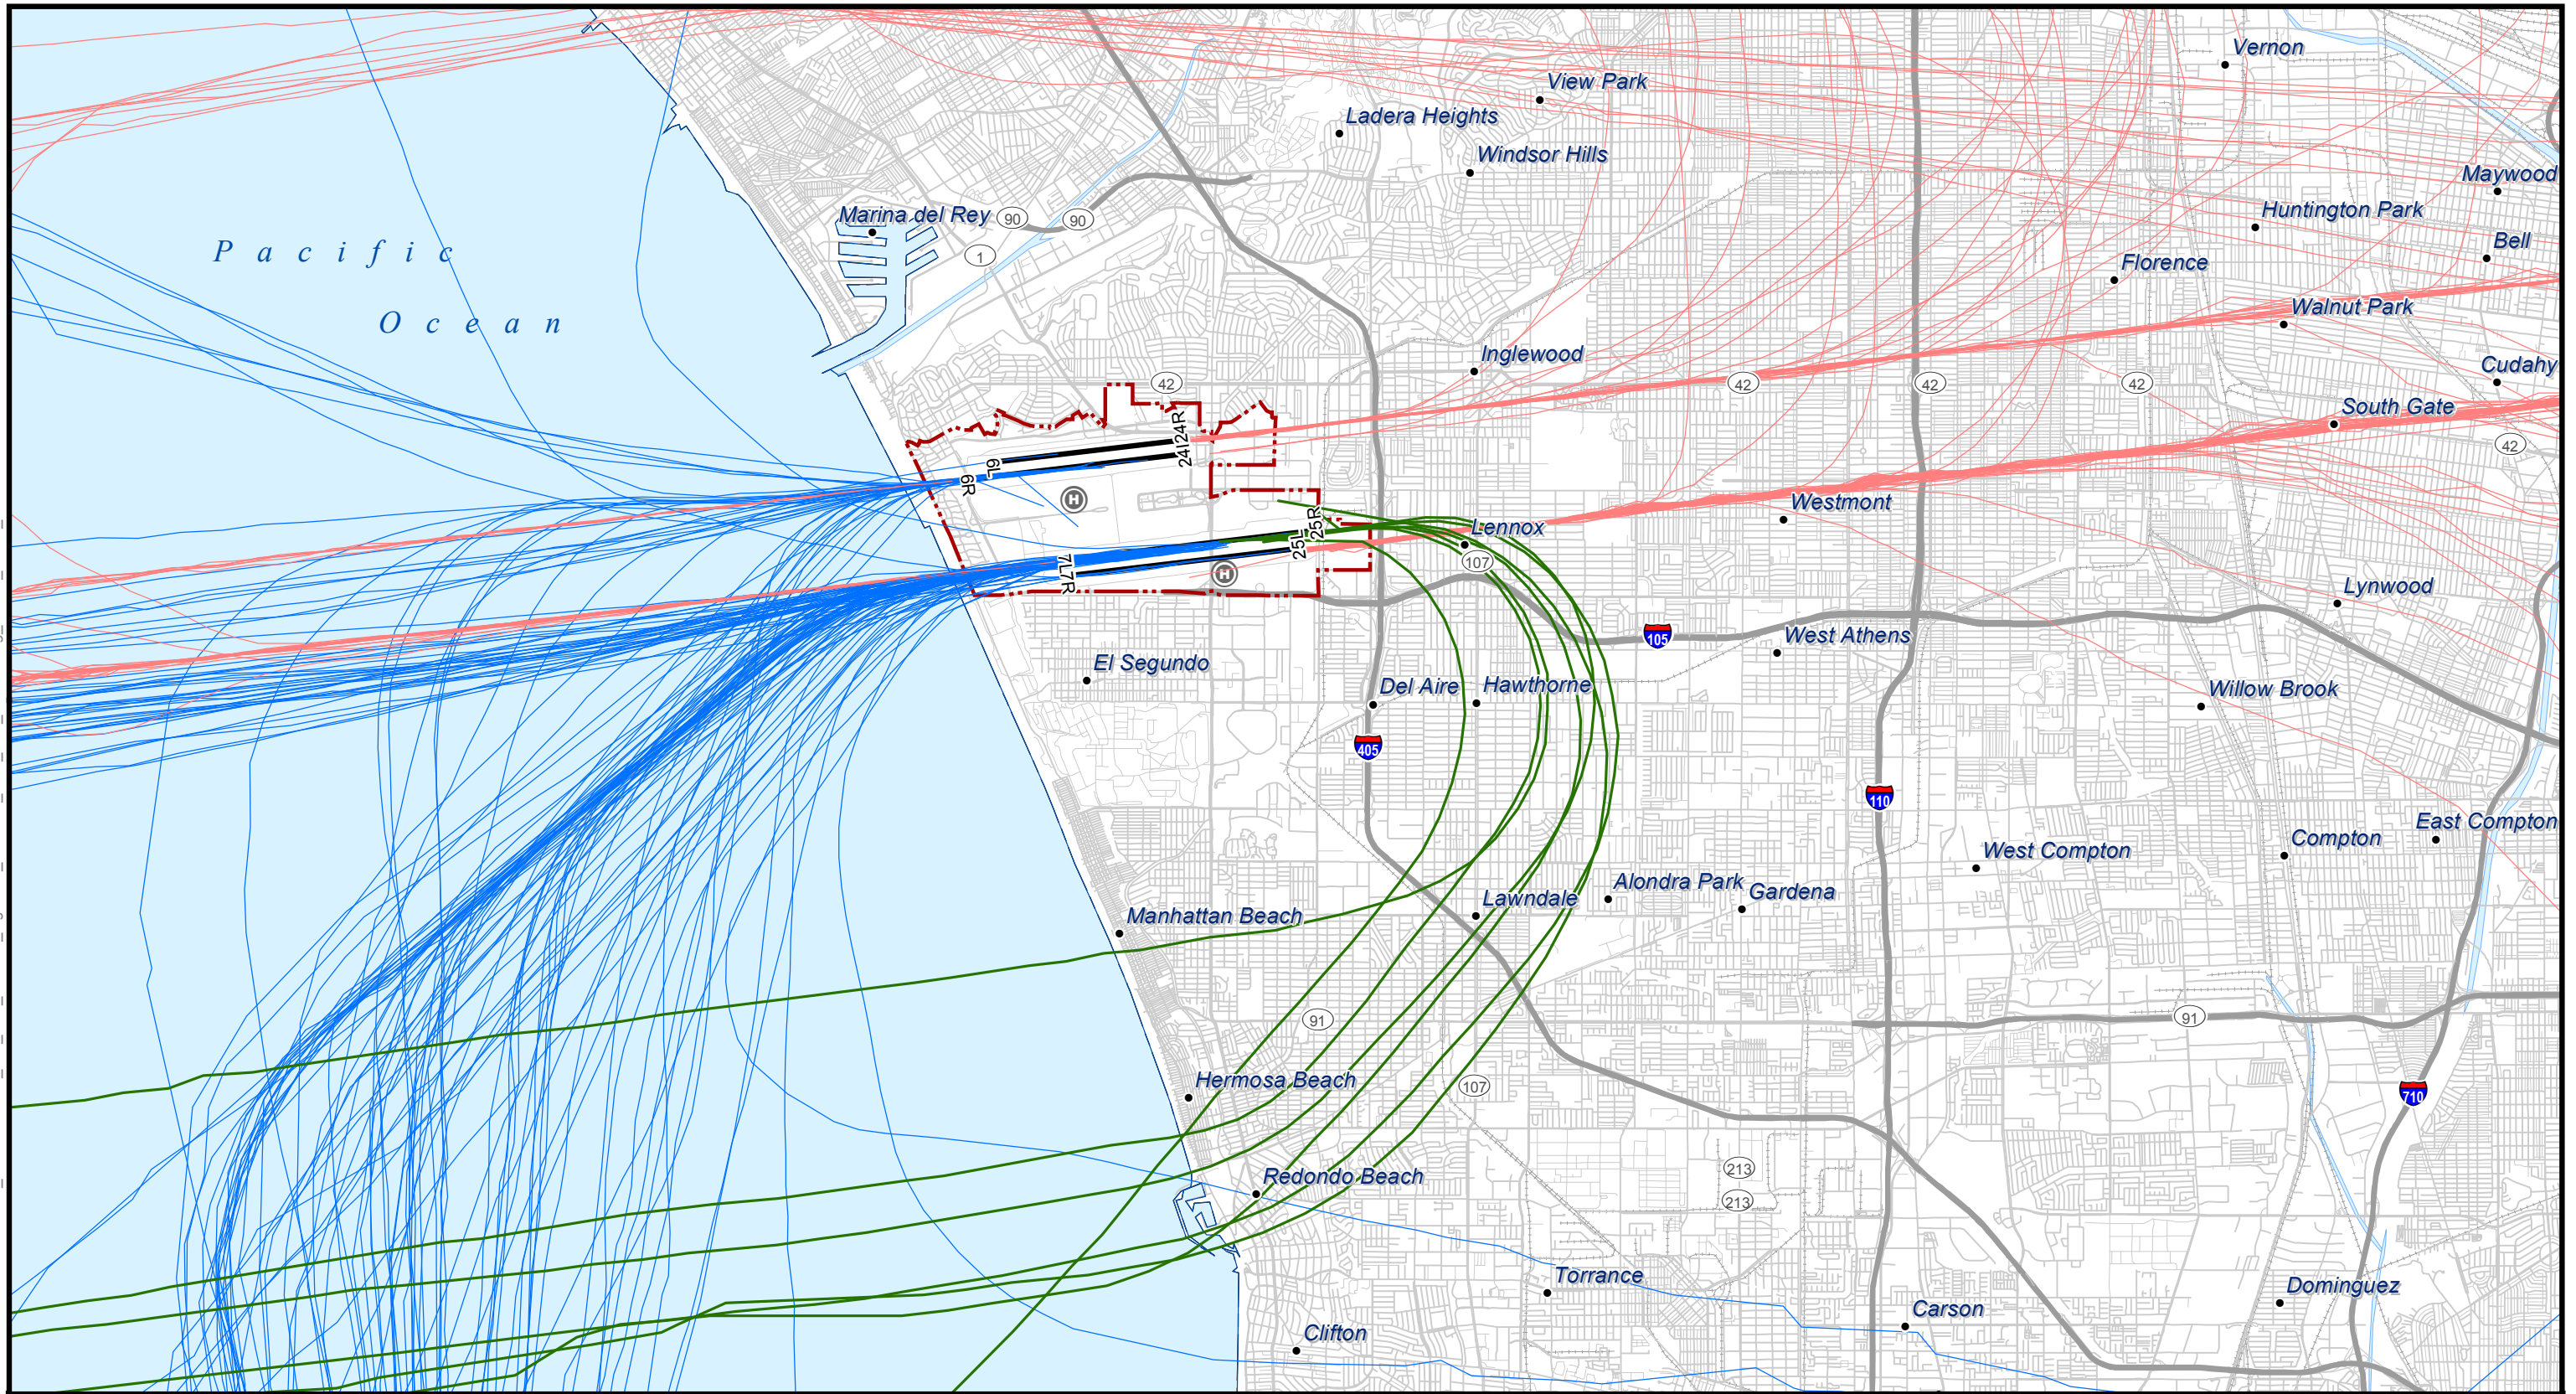 Vernon
View Park
Ladera Heights
Windsor Hills
Maywood
Marina del Rey
90
90
Huntington Park
Pacific
1
Bell
Florence
Ocean
Walnut Park
Inglewood
42
42
42
42
Cudahy
South Gate
24R
24L
42
6L
6R
H
Westmont
25R
Lennox
25L
107
7L
7R
H
Lynwood
105
West Athens
El Segundo
Del Aire
Hawthorne
Willow Brook
405
110
East Compton
Compton
West Compton
Alondra Park
Gardena
Lawndale
Manhattan Beach
91
91
Hermosa Beach
107
710
213
Redondo Beach
213
Torrance
Dominguez
Carson
Clifton